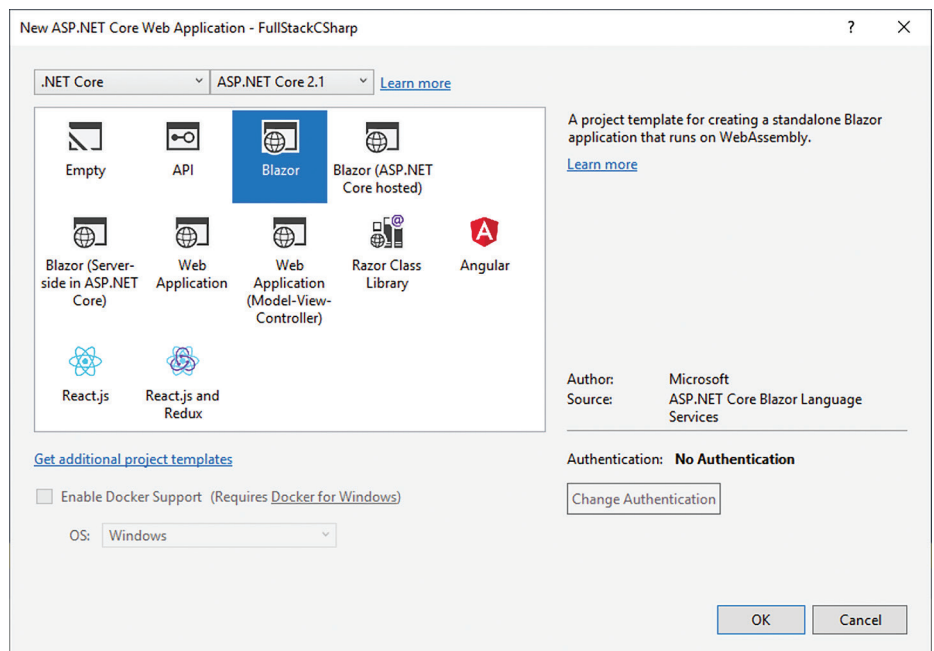 New ASP.NET Core Web Application - FullStackCSharp
.NET Core
ASP.NET Core 2.1
Learn more
Empty
API
Blazor
Blazor (ASP.NET
Core hosted)
Blazor (Server-
side in ASP.NET
Core)
Web
Application
Web
Application
(Model-View-
Controller)
Razor Class
Library
Angular
React.js
React.js and
Redux
A project template for creating a standalone Blazor
application that runs on WebAssembly.
Learn more
Author: Microsoft
Source: ASP.NET Core Blazor Language
Services
Get additional project templates
Authentication: No Authentication
Enable Docker Support (Requires Docker for Windows)
Change Authentication
OS: Windows
OK
Cancel